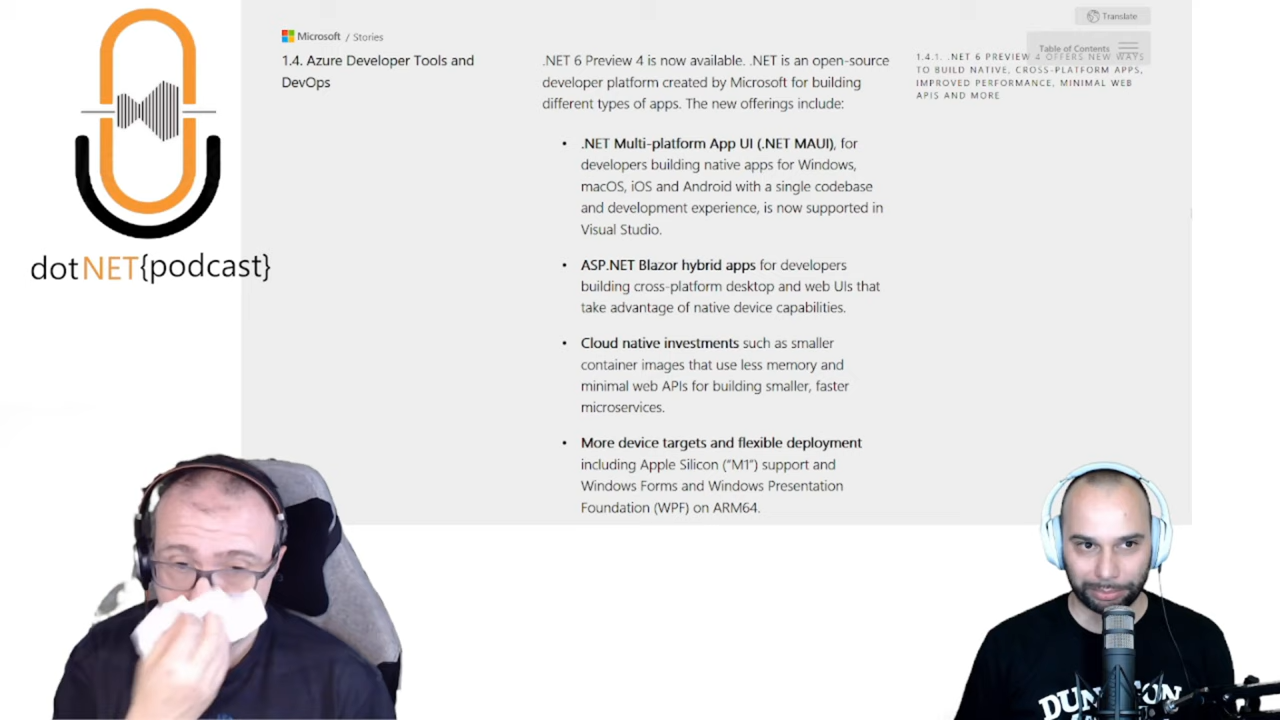 Microsoft / Stories
Translate
Table of Contents
1.4. Azure Developer Tools and
DevOps
.NET 6 Preview 4 is now available. .NET is an open-source
developer platform created by Microsoft for building
different types of apps. The new offerings include:
• .NET Multi-platform App UI (.NET MAUI), for
developers building native apps for Windows,
macOS, iOS and Android with a single codebase
and development experience, is now supported in
Visual Studio.
• ASP.NET Blazor hybrid apps for developers
building cross-platform desktop and web UIs that
take advantage of native device capabilities.
• Cloud native investments such as smaller
container images that use less memory and
minimal web APIs for building smaller, faster
microservices.
• More device targets and flexible deployment
including Apple Silicon ("M1") support and
Windows Forms and Windows Presentation
Foundation (WPF) on ARM64.
1.4.1. .NET 6 PREVIEW 4 OFFERS NEW WAYS
TO BUILD NATIVE, CROSS-PLATFORM APPS,
IMPROVED PERFORMANCE, MINIMAL WEB
APIS AND MORE
dotNET{podcast}